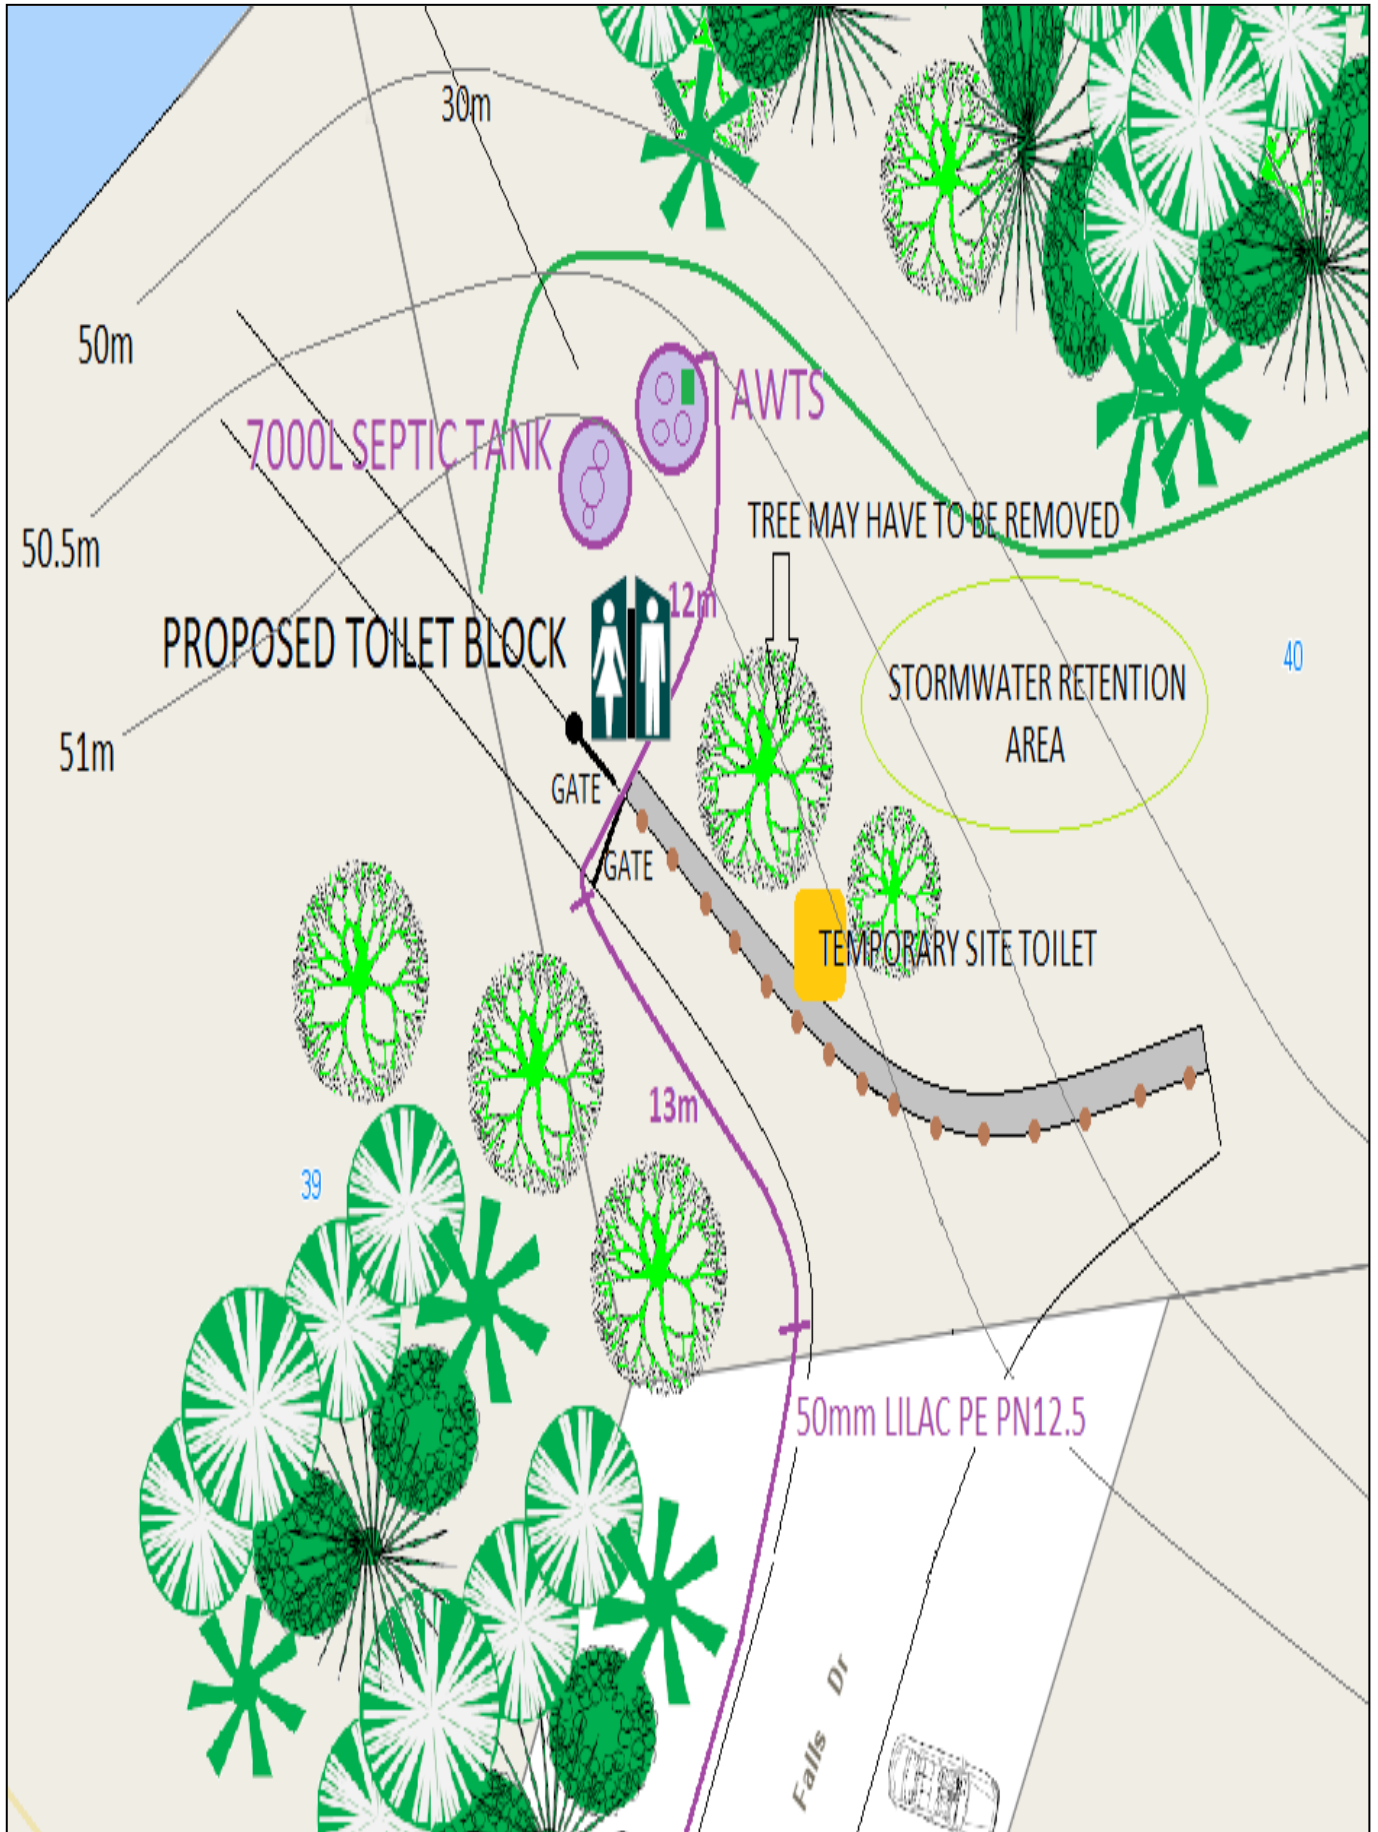 30m
50m
AWTS
7000L SEPTIC TANK
TREE MAY HAVE TO BE REMOVED
50.5m
12m
PROPOSED TOILET BLOCK
40
STORMWATER RETENTION
AREA
51m
GATE
GATE
TEMPORARY SITE TOILET
13m
39
50mm LILAC PE PN12.5
Falls Dr